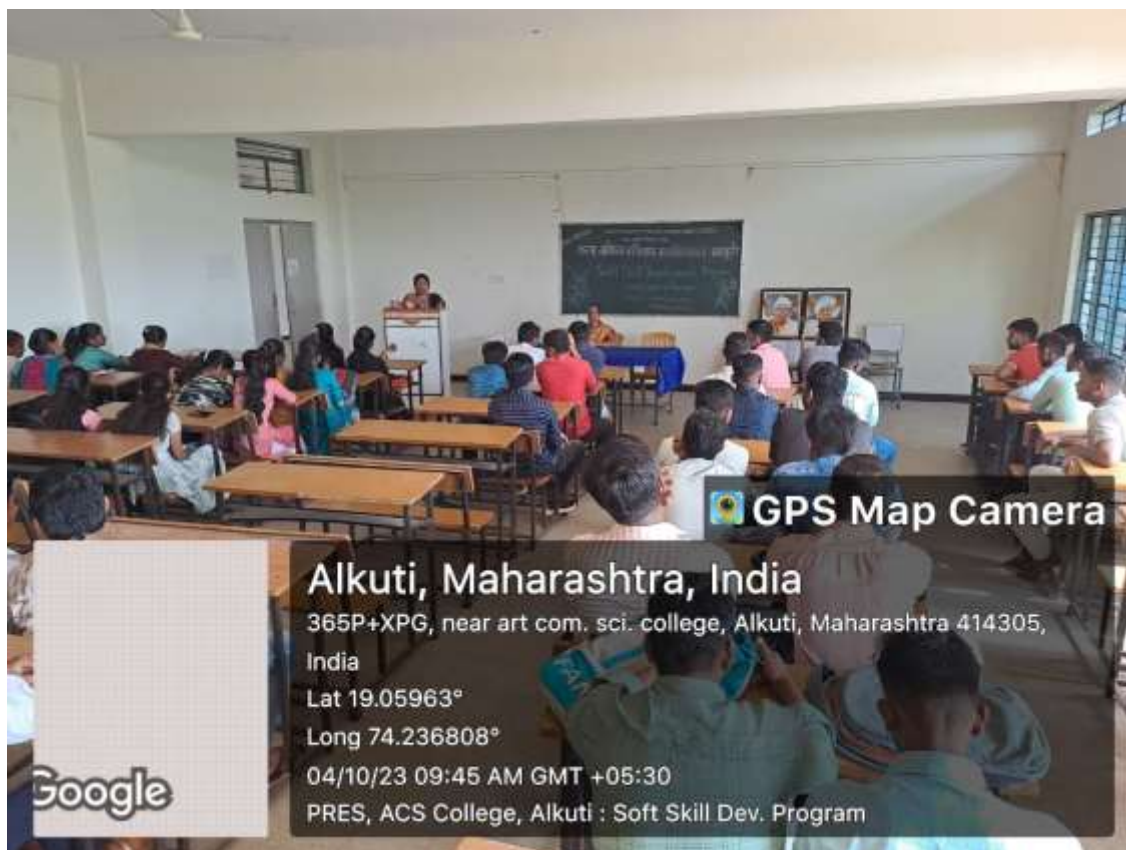 GPS Map Camera
Alkuti, Maharashtra, India
365P+XPG, near art com. sci. college, Alkuti, Maharashtra 414305,
India
Lat 19.05963°
Long 74.236808°
04/10/23 09:45 AM GMT +05:30
PRES, ACS College, Alkuti : Soft Skill Dev. Program
Google